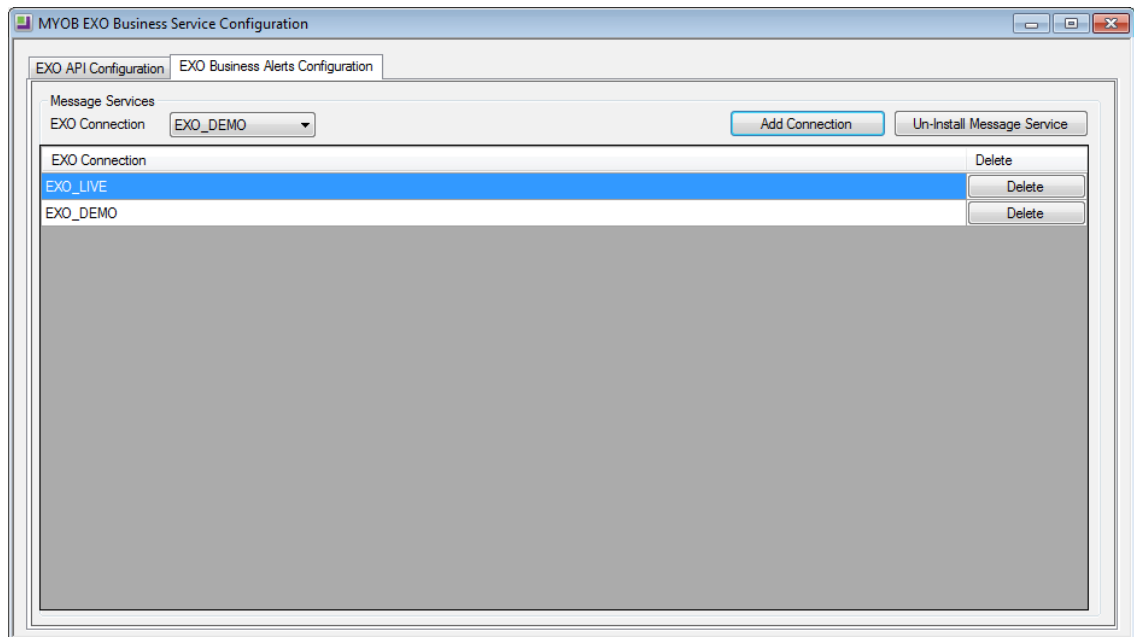 MYOB EXO Business Service Configuration
EXO API Configuration EXO Business Alerts Configuration
Message Services
EXO Connection EXO_DEMO Add Connection Un-Install Message Service
EXO Connection Delete
EXO_LIVE Delete
EXO_DEMO Delete